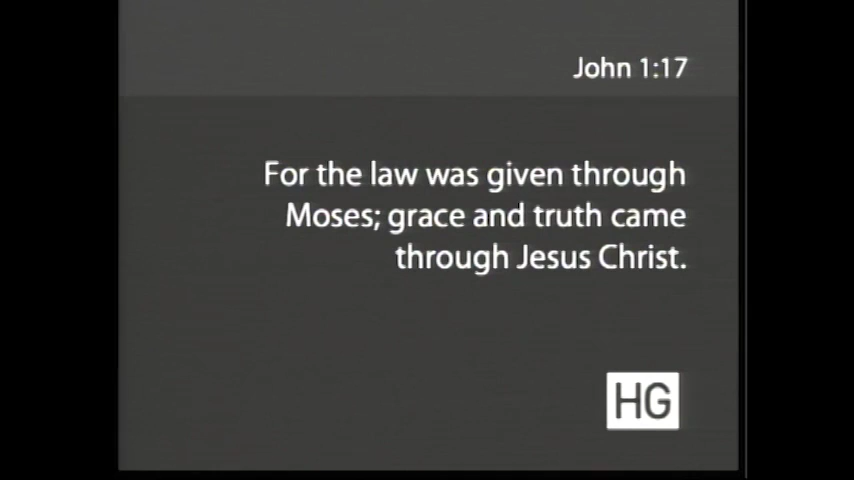 John 1:17
For the law was given through
Moses; grace and truth came
through Jesus Christ.
HG